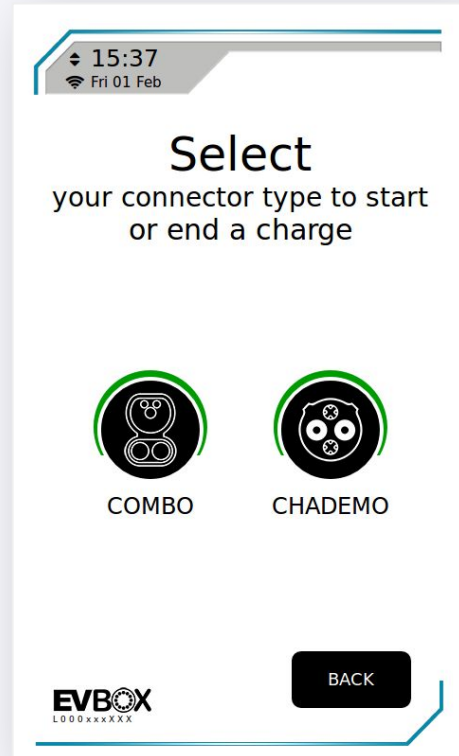 15:37
Fri 01 Feb
Select
your connector type to start
or end a charge
COMBO
CHADEMO
BACK
EVBOX
L000xxxXXX